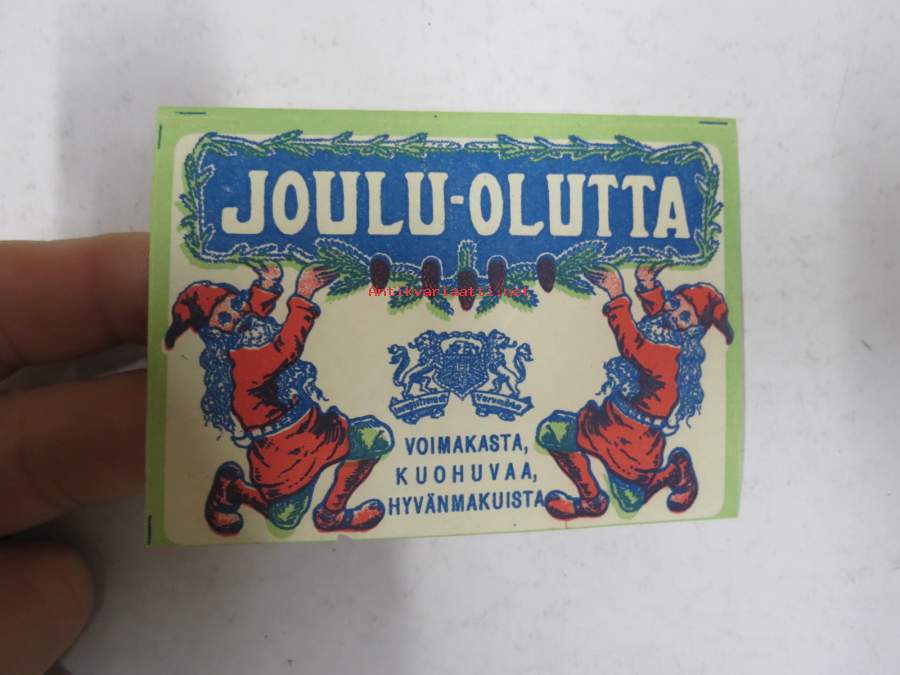 JOULU-OLUTTA
Antikvariaatti.net
VOIMAKASTA,
KUOHUVAA,
HYVÄNMAKUISTA